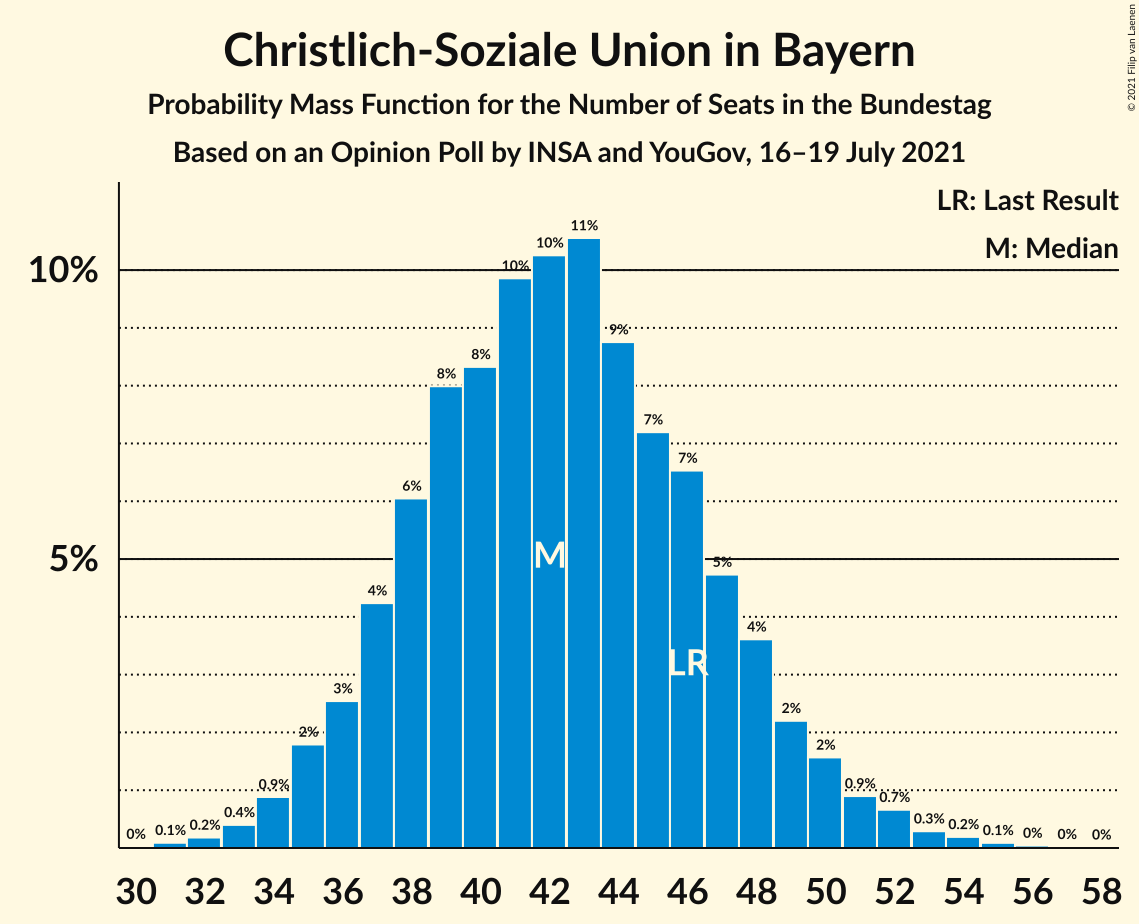 Christlich-Soziale Union in Bayern
Probability Mass Function for the Number of Seats in the Bundestag
Based on an Opinion Poll by INSA and YouGov, 16–19 July 2021
© 2021 Filip van Laenen
LR: Last Result
M: Median
10%
5%
0% 0.1% 0.2% 0.4% 0.9% 2% 3% 4% 6% 8% 8% 10% 10% 11% 9% 7% 7% 5% 4% 2% 2% 0.9% 0.7% 0.3% 0.2% 0.1% 0% 0% 0%
M
LR
30 32 34 36 38 40 42 44 46 48 50 52 54 56 58